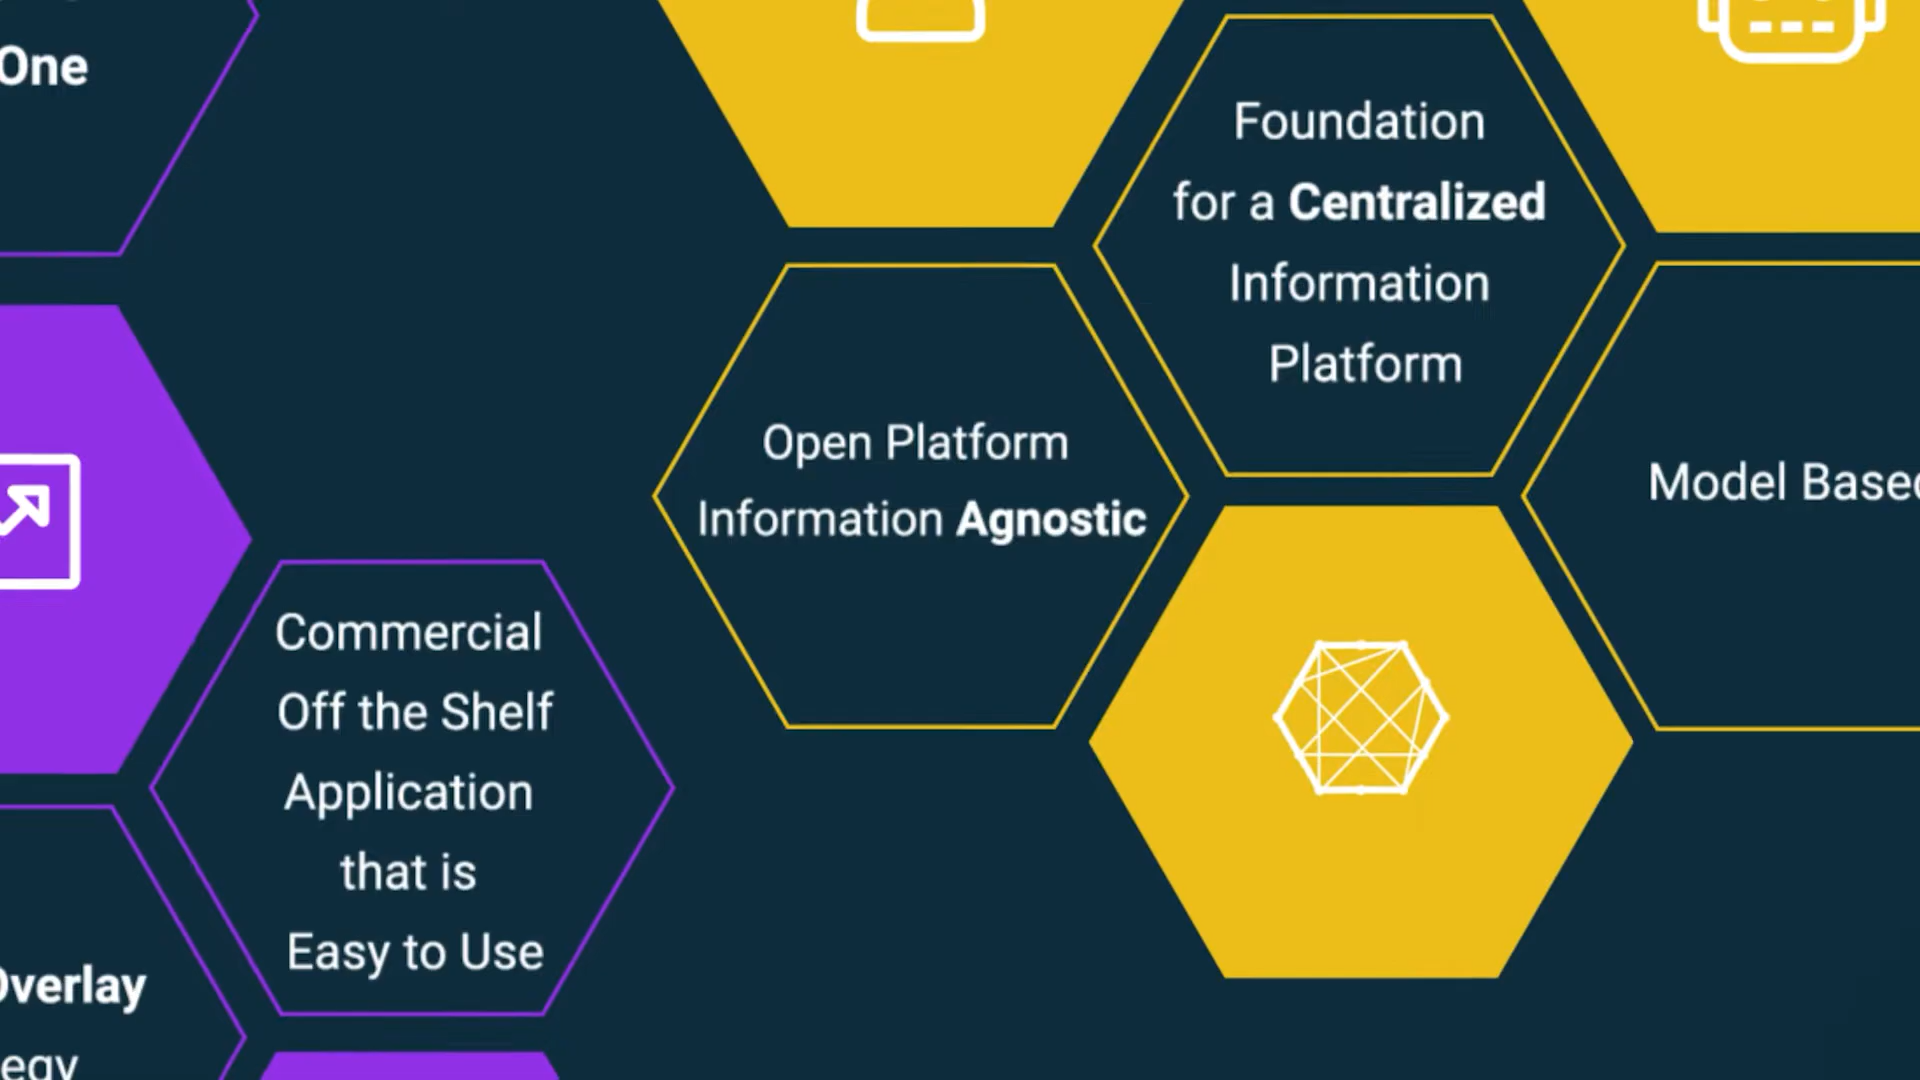 One
Foundation
for a Centralized
Information
Platform
Open Platform
Information Agnostic
Model Based
Commercial
Off the Shelf
Application
that is
Easy to Use
Overlay